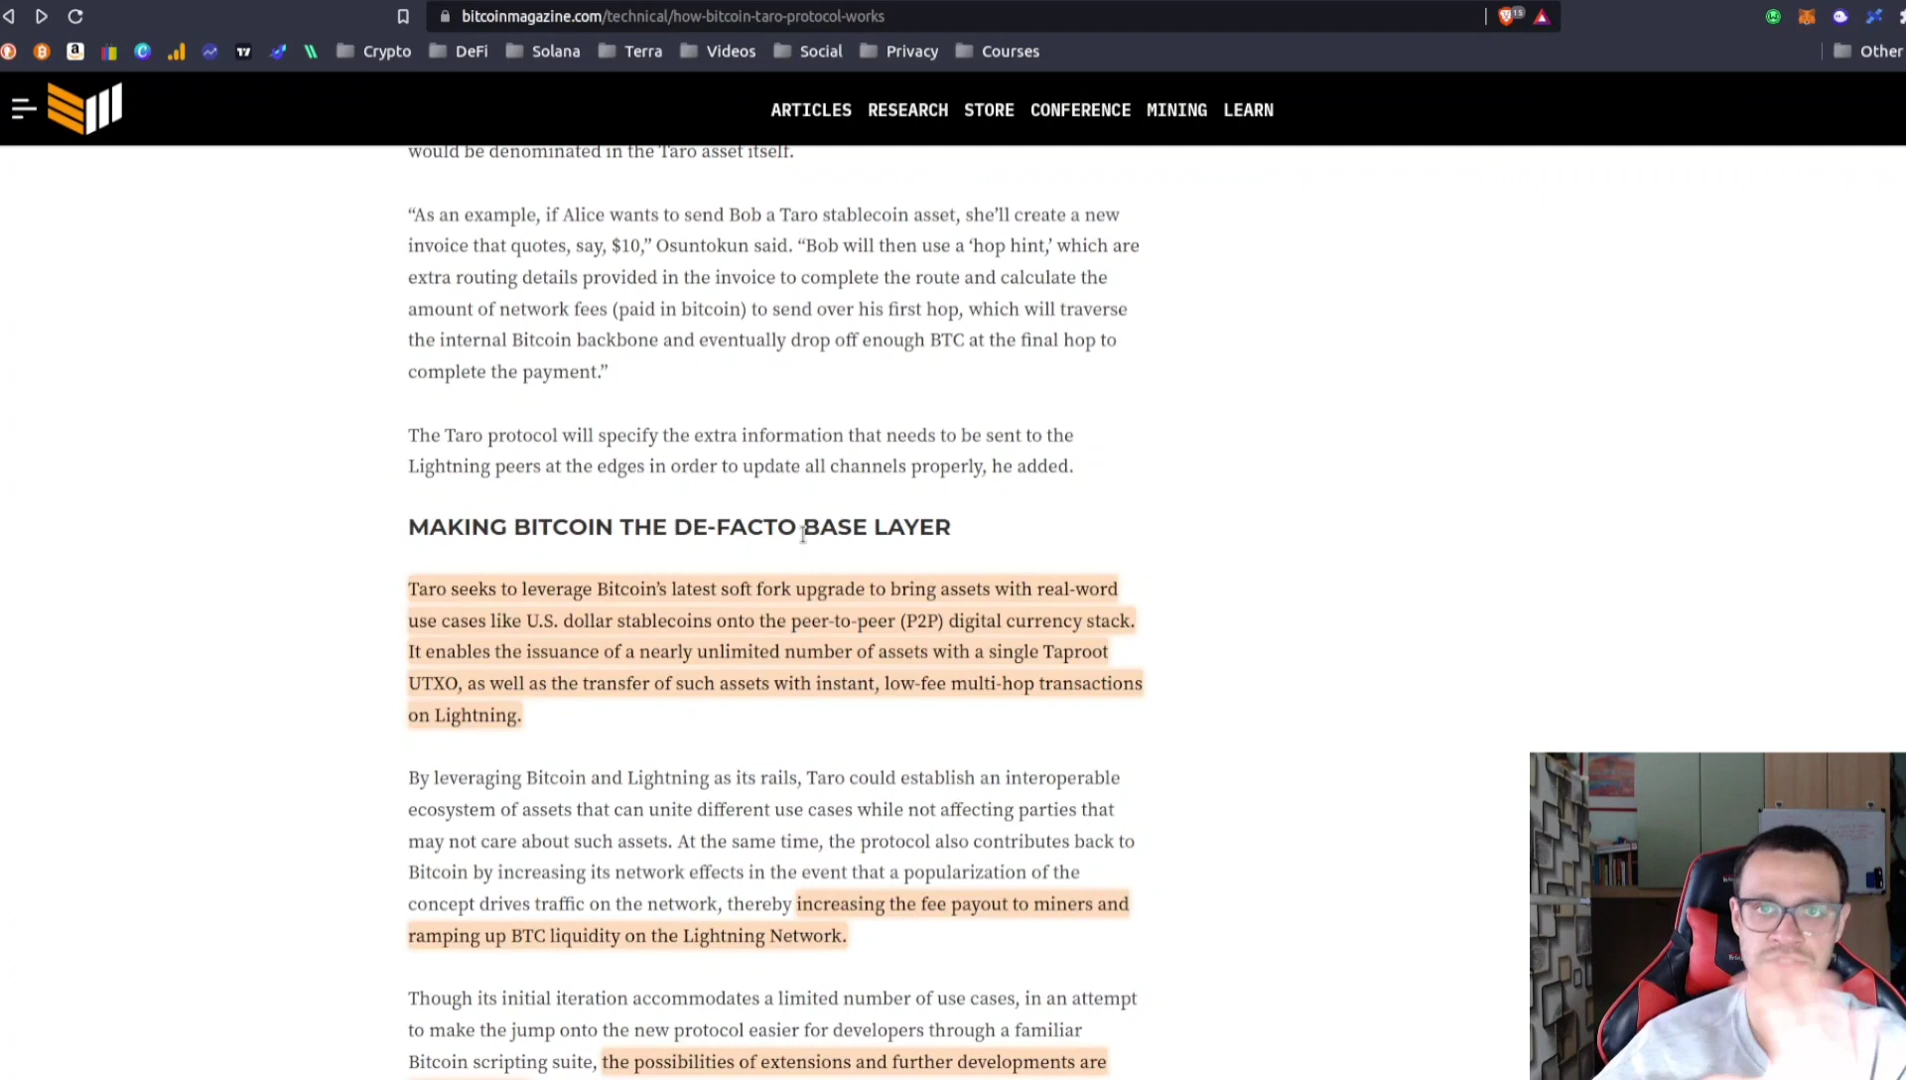 bitcoinmagazine.com/technical/how-bitcoin-taro-protocol-works
15
Crypto
DeFi
Solana
Terra
Videos
Social
Privacy
Courses
Other
ARTICLES RESEARCH STORE CONFERENCE MINING LEARN
would be denominated in the Taro asset itself.
“As an example, if Alice wants to send Bob a Taro stablecoin asset, she’ll create a new
invoice that quotes, say, $10,” Osuntokun said. “Bob will then use a ‘hop hint,’ which are
extra routing details provided in the invoice to complete the route and calculate the
amount of network fees (paid in bitcoin) to send over his first hop, which will traverse
the internal Bitcoin backbone and eventually drop off enough BTC at the final hop to
complete the payment.”
The Taro protocol will specify the extra information that needs to be sent to the
Lightning peers at the edges in order to update all channels properly, he added.
MAKING BITCOIN THE DE-FACTO BASE LAYER
Taro seeks to leverage Bitcoin’s latest soft fork upgrade to bring assets with real-word
use cases like U.S. dollar stablecoins onto the peer-to-peer (P2P) digital currency stack.
It enables the issuance of a nearly unlimited number of assets with a single Taproot
UTXO, as well as the transfer of such assets with instant, low-fee multi-hop transactions
on Lightning.
By leveraging Bitcoin and Lightning as its rails, Taro could establish an interoperable
ecosystem of assets that can unite different use cases while not affecting parties that
may not care about such assets. At the same time, the protocol also contributes back to
Bitcoin by increasing its network effects in the event that a popularization of the
concept drives traffic on the network, thereby increasing the fee payout to miners and
ramping up BTC liquidity on the Lightning Network.
Though its initial iteration accommodates a limited number of use cases, in an attempt
to make the jump onto the new protocol easier for developers through a familiar
Bitcoin scripting suite, the possibilities of extensions and further developments are